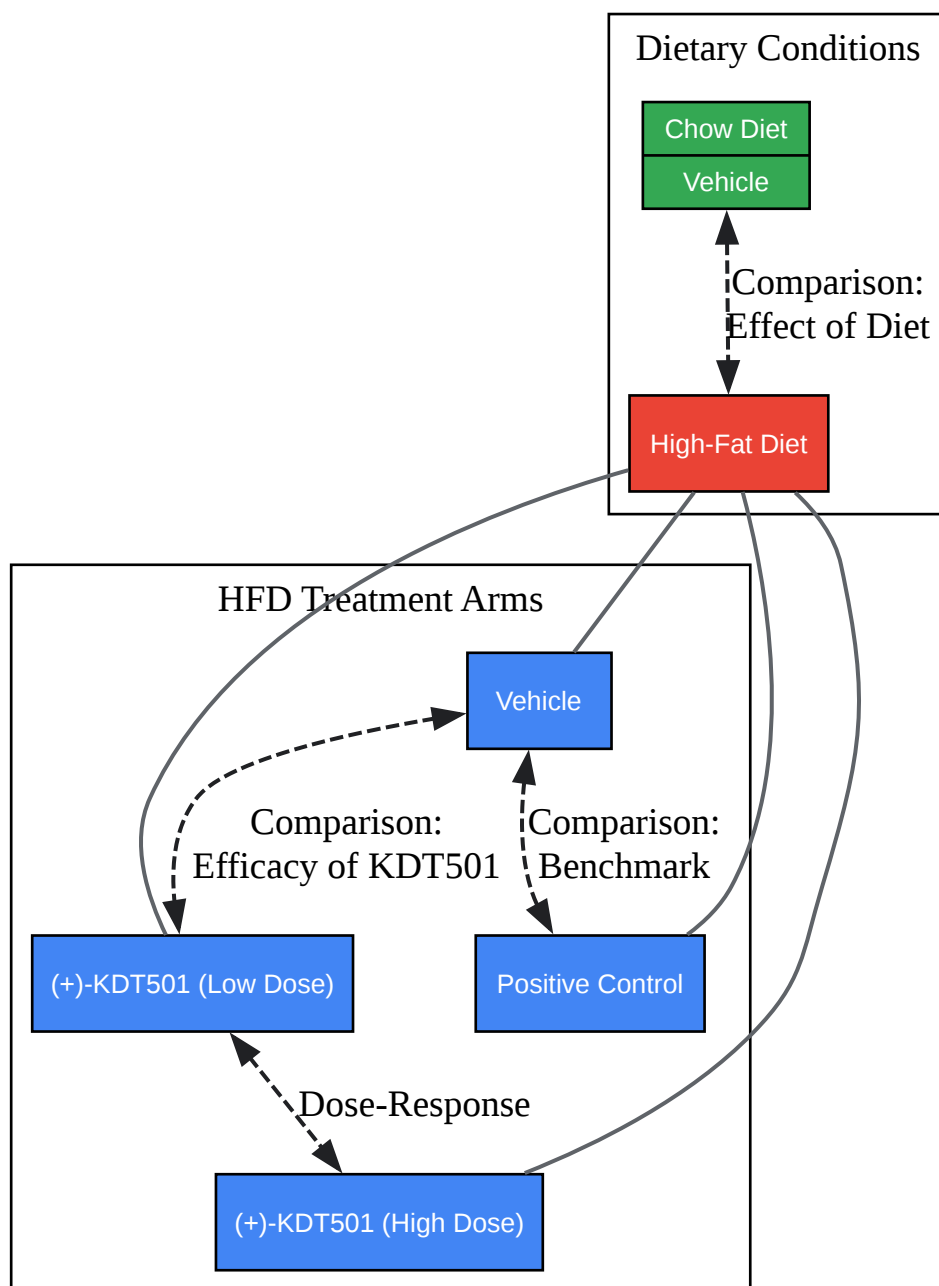 Dietary Conditions
Chow Diet
Vehicle
Comparison:
Effect of Diet
High-Fat Diet
HFD Treatment Arms
Vehicle
Comparison:
Efficacy of KDT501
Comparison:
Benchmark
(+)-KDT501 (Low Dose)
Positive Control
Dose-Response
(+)-KDT501 (High Dose)